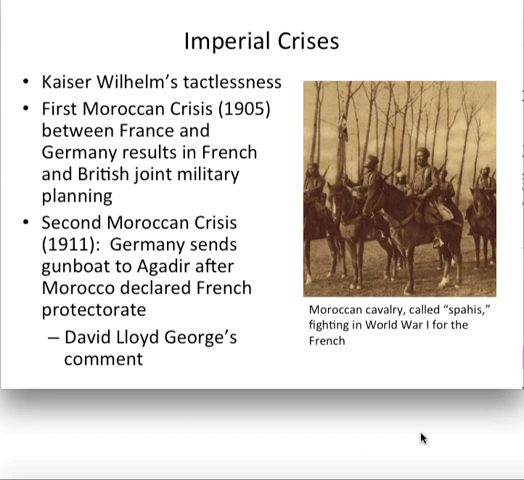 Imperial Crises
• Kaiser Wilhelm’s tactlessness
• First Moroccan Crisis (1905)
between France and
Germany results in French
and British joint military
planning
• Second Moroccan Crisis
(1911):  Germany sends
gunboat to Agadir after
Morocco declared French
protectorate
– David Lloyd George’s
comment
Moroccan cavalry, called “spahis,”
fighting in World War I for the
French